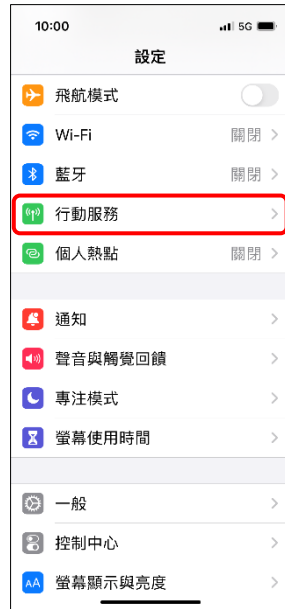 10:00 5G
設定
飛航模式
Wi-Fi 關閉
藍牙 關閉
行動服務
個人熱點 關閉
通知
聲音與觸覺回饋
專注模式
螢幕使用時間
一般
控制中心
AA 螢幕顯示與亮度